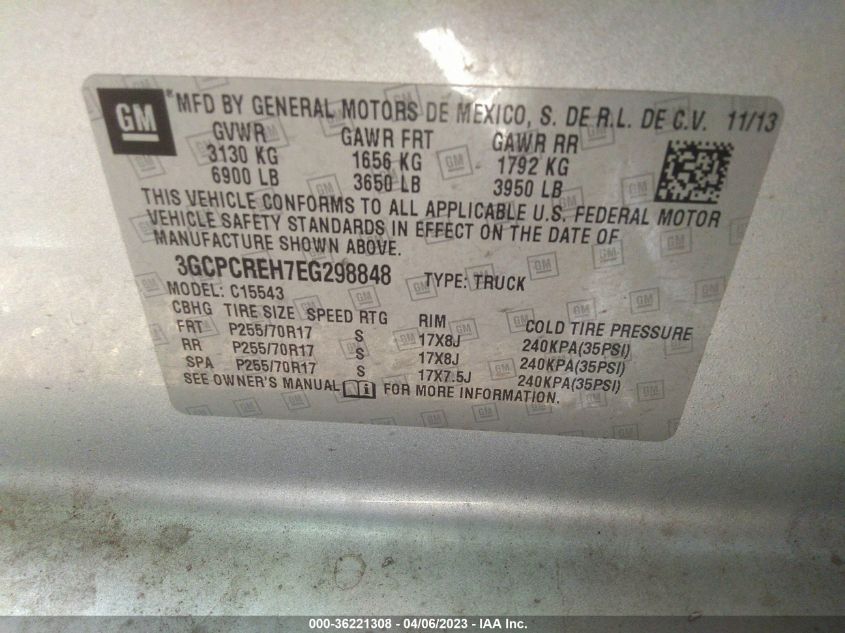 GM MFD BY GENERAL MOTORS DE MEXICO, S. DE R.L. DE C.V. 11/13
GVWR GAWR FRT GAWR RR
3130 KG 1656 KG 1792 KG
6900 LB 3650 LB 3950 LB
THIS VEHICLE CONFORMS TO ALL APPLICABLE U.S. FEDERAL MOTOR
VEHICLE SAFETY STANDARDS IN EFFECT ON THE DATE OF
MANUFACTURE SHOWN ABOVE.
3GCPCREH7EG298848 TYPE: TRUCK
MODEL: C15543
CBHG TIRE SIZE SPEED RTG RIM COLD TIRE PRESSURE
FRT P255/70R17 S 17X8J 240KPA(35PSI)
RR P255/70R17 S 17X8J 240KPA(35PSI)
SPA P255/70R17 S 17X7.5J 240KPA(35PSI)
SEE OWNER'S MANUAL FOR MORE INFORMATION.
000-36221308 - 04/06/2023 - IAA Inc.